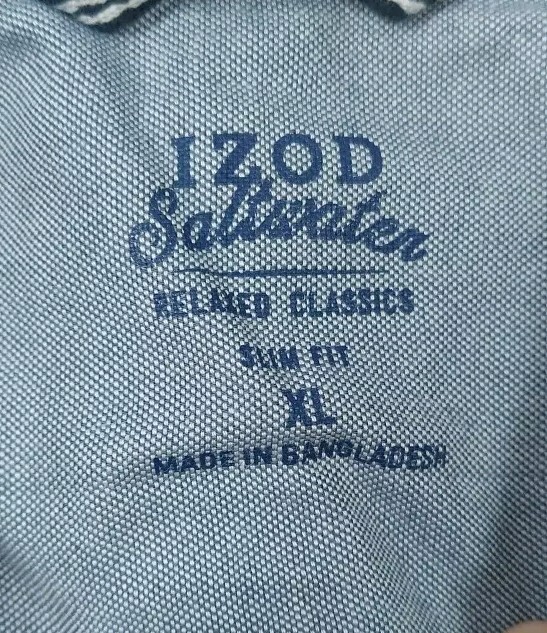 IZOD
Saltwater
RELAXED CLASSICS
SLIM FIT
XL
MADE IN BANGLADESH